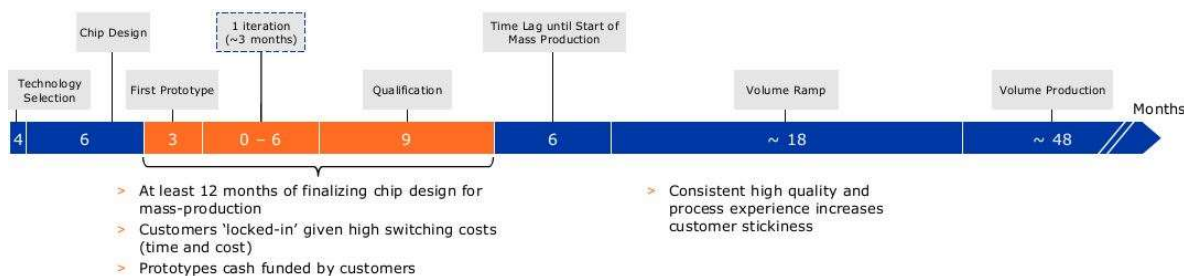 Chip Design
1 iteration
(~3 months)
Time Lag until Start of
Mass Production
Technology
Selection
First Prototype
Qualification
Volume Ramp
Volume Production
Months
4
6
3
0 – 6
9
6
~ 18
~ 48
> At least 12 months of finalizing chip design for
mass-production
> Customers ‘locked-in’ given high switching costs
(time and cost)
> Prototypes cash funded by customers
> Consistent high quality and
process experience increases
customer stickiness